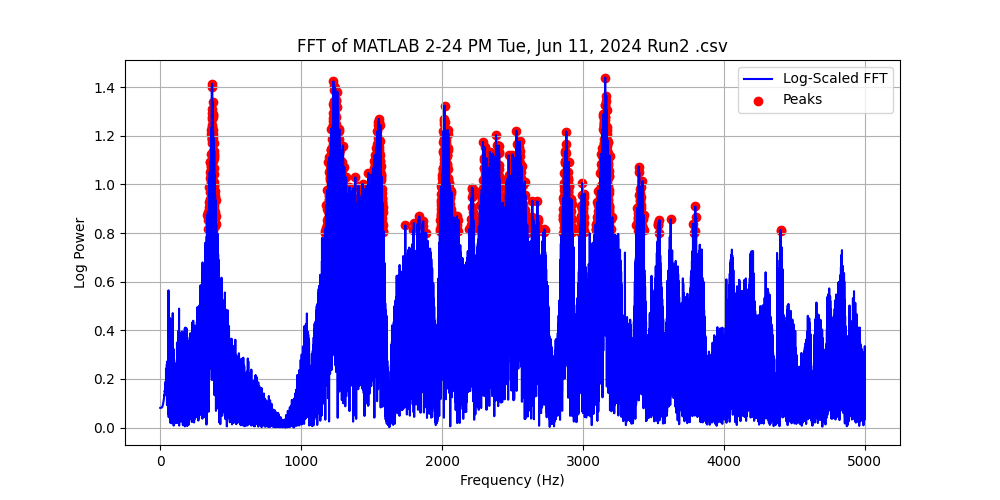 FFT of MATLAB 2-24 PM Tue, Jun 11, 2024 Run2 .csv
Log-Scaled FFT
Peaks
1.4
1.2
1.0
0.8
0.6
0.4
0.2
0.0
Log Power
0 1000 2000 3000 4000 5000
Frequency (Hz)